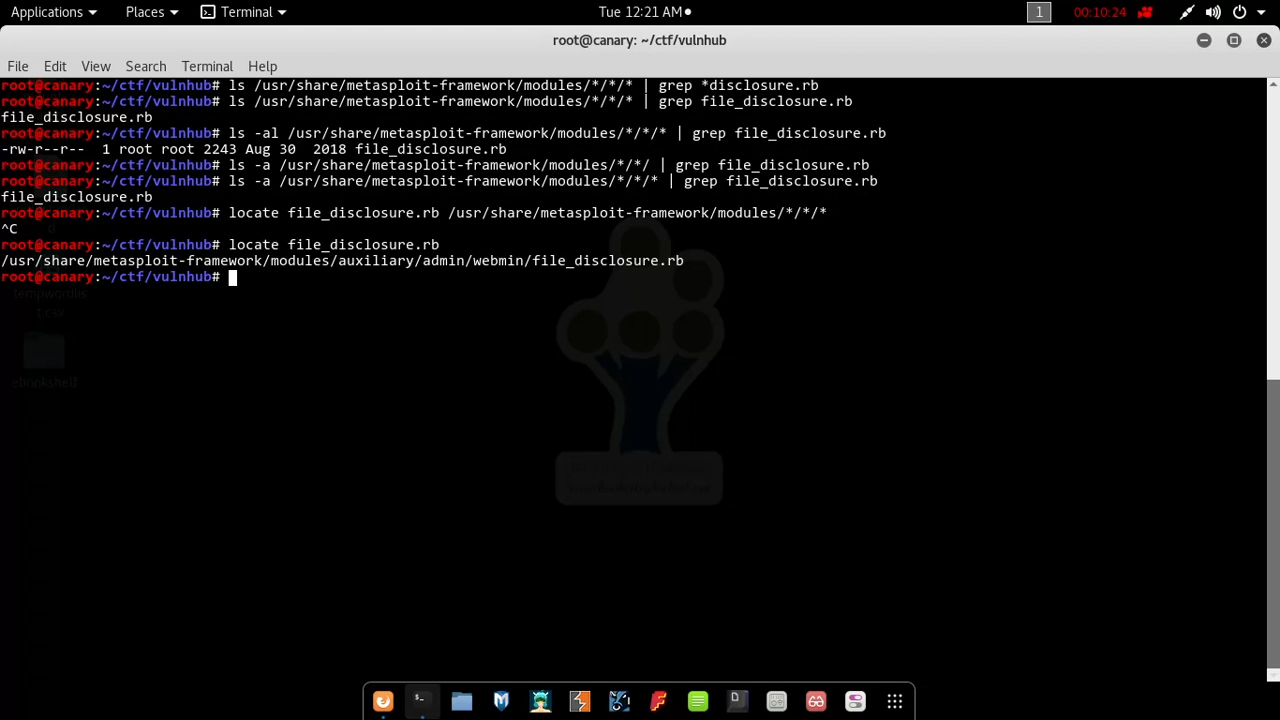 Applications Places Terminal Tue 12:21 AM 1 00:10:24
root@canary: ~/ctf/vulnhub
File Edit View Search Terminal Help
root@canary:~/ctf/vulnhub# ls /usr/share/metasploit-framework/modules/*/*/* | grep *disclosure.rb
root@canary:~/ctf/vulnhub# ls /usr/share/metasploit-framework/modules/*/*/* | grep file_disclosure.rb
file_disclosure.rb
root@canary:~/ctf/vulnhub# ls -al /usr/share/metasploit-framework/modules/*/*/* | grep file_disclosure.rb
-rw-r--r--  1 root root 2243 Aug 30  2018 file_disclosure.rb
root@canary:~/ctf/vulnhub# ls -a /usr/share/metasploit-framework/modules/*/*/ | grep file_disclosure.rb
root@canary:~/ctf/vulnhub# ls -a /usr/share/metasploit-framework/modules/*/*/* | grep file_disclosure.rb
file_disclosure.rb
root@canary:~/ctf/vulnhub# locate file_disclosure.rb /usr/share/metasploit-framework/modules/*/*/*
^C
root@canary:~/ctf/vulnhub# locate file_disclosure.rb
/usr/share/metasploit-framework/modules/auxiliary/admin/webmin/file_disclosure.rb
root@canary:~/ctf/vulnhub#